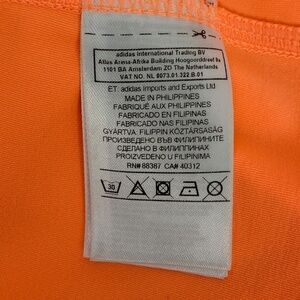 adidas International Trading BV
Atlas Arena-Afrika Building Hoogoorddreef 9a
1101 BA Amsterdam ZO The Netherlands
VAT NO. NL 8073.01.322.B.01
ET: adidas Imports and Exports Ltd
MADE IN PHILIPPINES
FABRIQUÉ AUX PHILIPPINES
FABRICADO EN FILIPINAS
FABRICADO NAS FILIPINAS
GYÁRTVA: FILIPPIN KÖZTÁRSASÁG
ПРОИЗВЕДЕНО ВЪВ ФИЛИПИНИТЕ
СДЕЛАНО В ФИЛИППИНАХ
PROIZVEDENO U FILIPINIMA
RN# 88387 CA# 40312
30